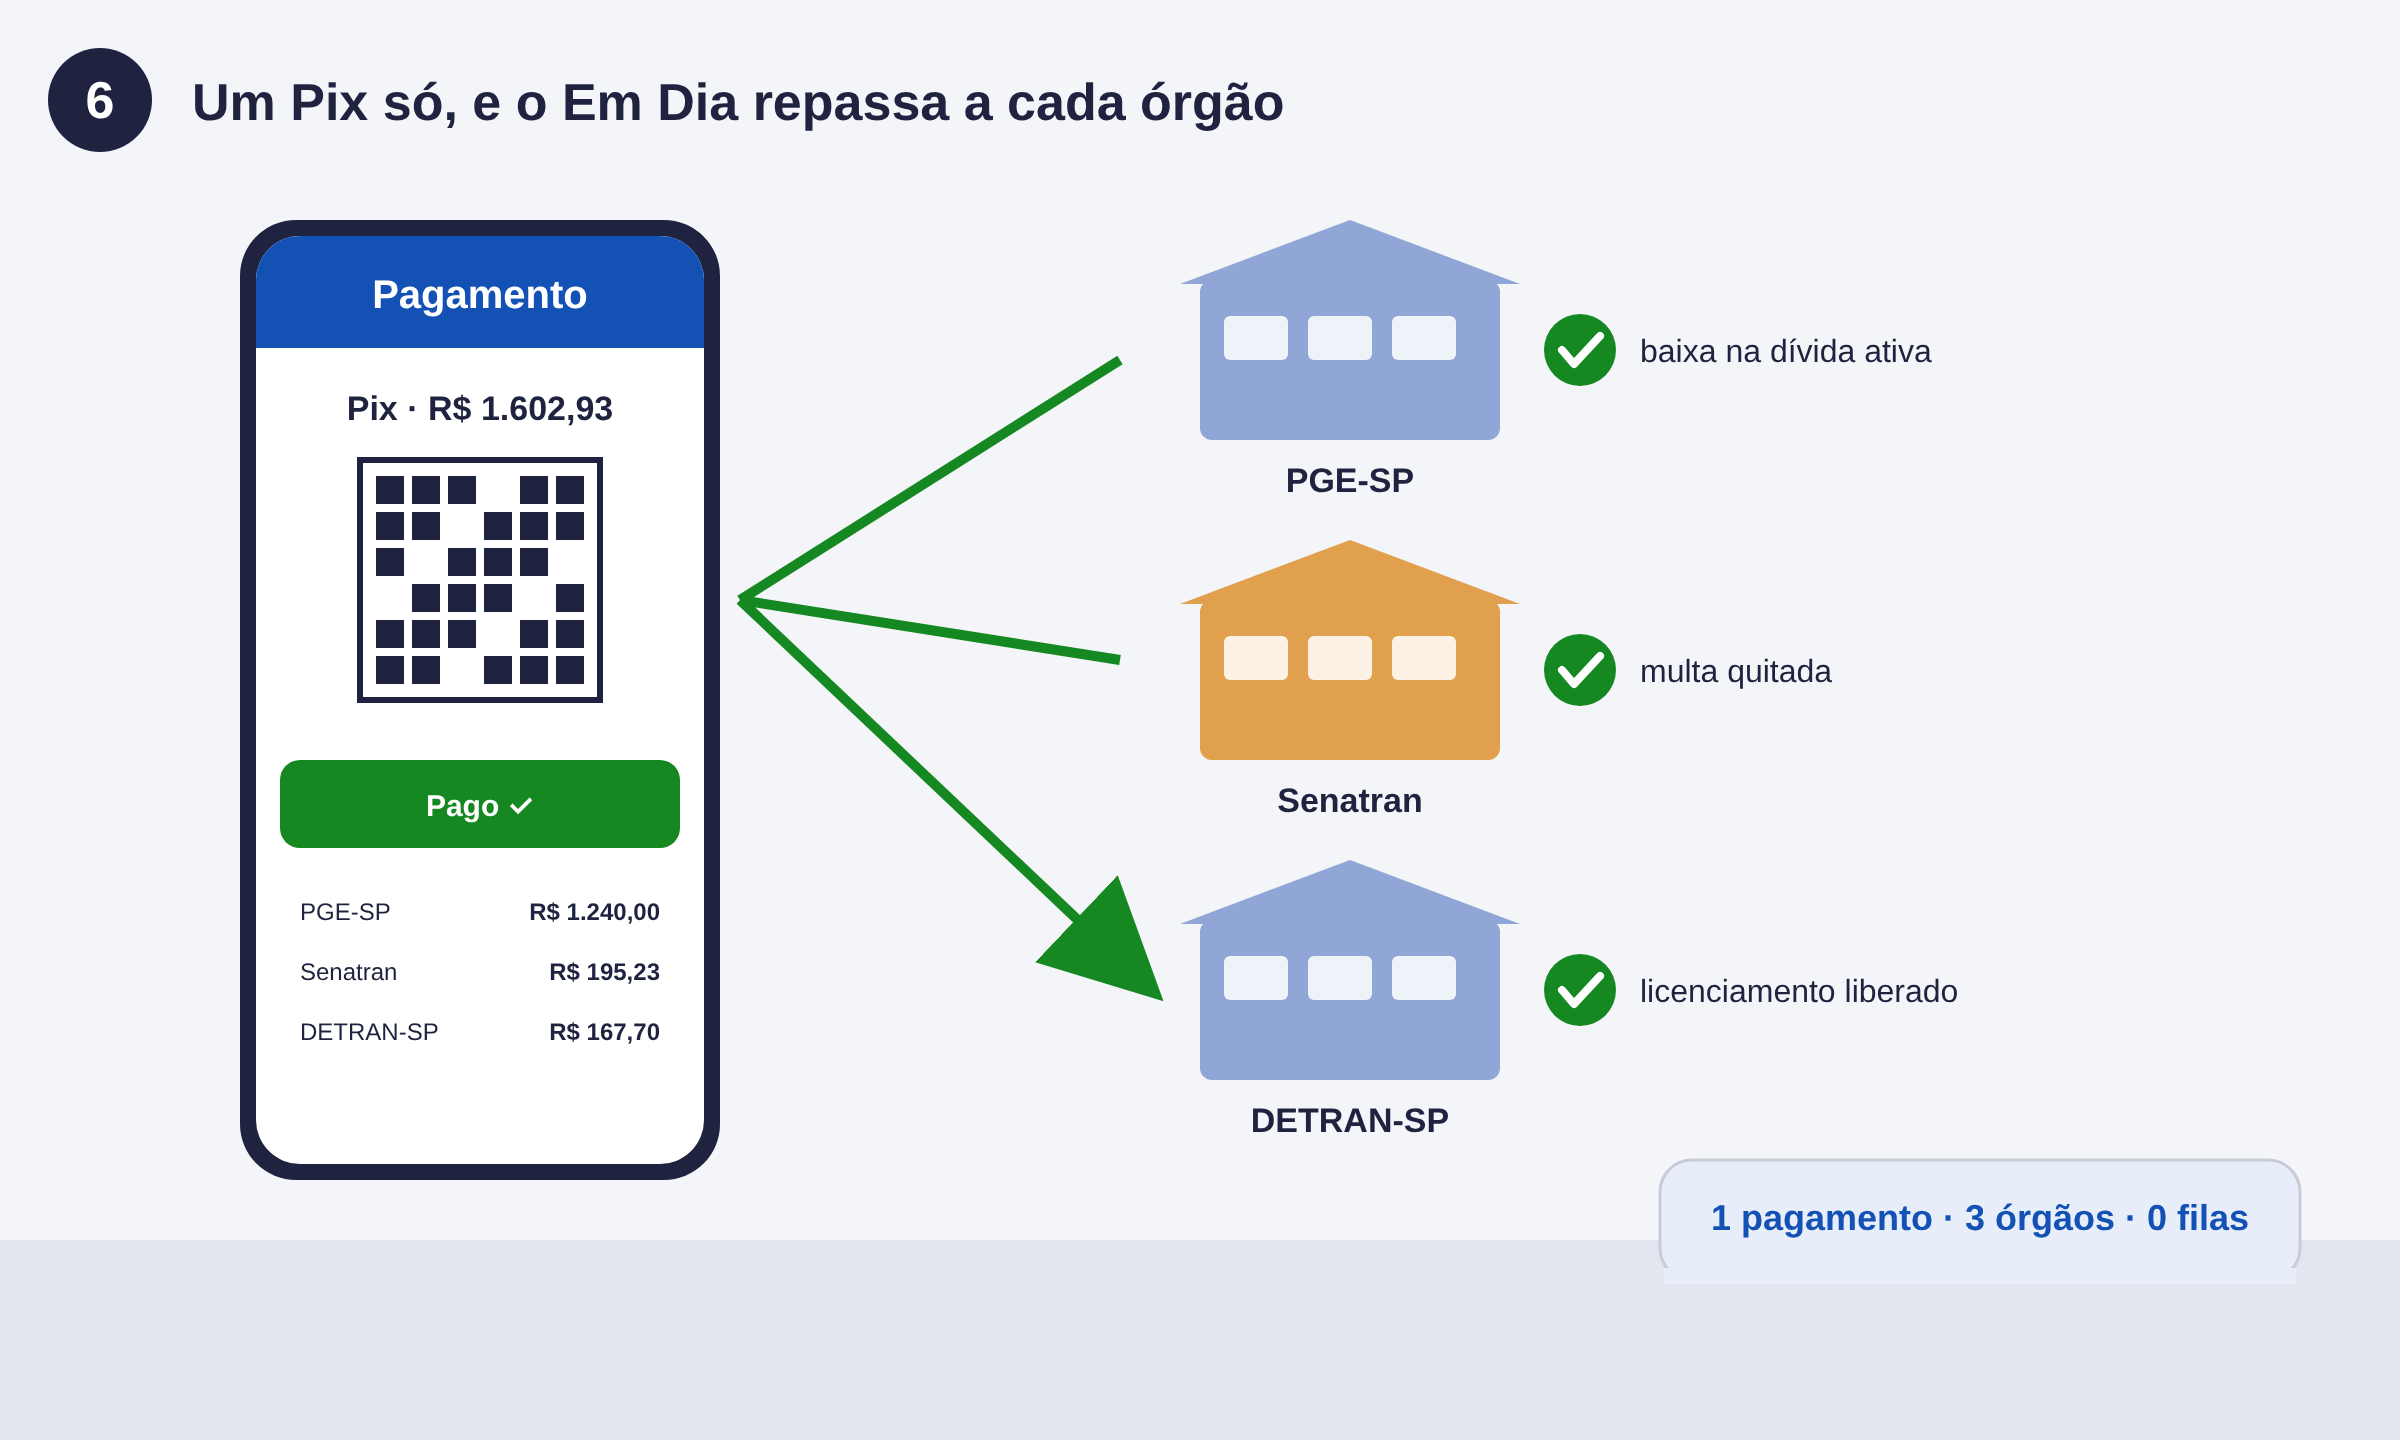 6
Um Pix só, e o Em Dia repassa a cada órgão
Pagamento
Pix · R$ 1.602,93
Pago ✓
PGE-SP R$ 1.240,00
Senatran R$ 195,23
DETRAN-SP R$ 167,70
PGE-SP
baixa na dívida ativa
Senatran
multa quitada
DETRAN-SP
licenciamento liberado
1 pagamento · 3 órgãos · 0 filas